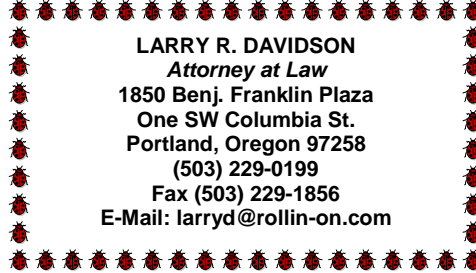 LARRY R. DAVIDSON
Attorney at Law
1850 Benj. Franklin Plaza
One SW Columbia St.
Portland, Oregon 97258
(503) 229-0199
Fax (503) 229-1856
E-Mail: larryd@rollin-on.com